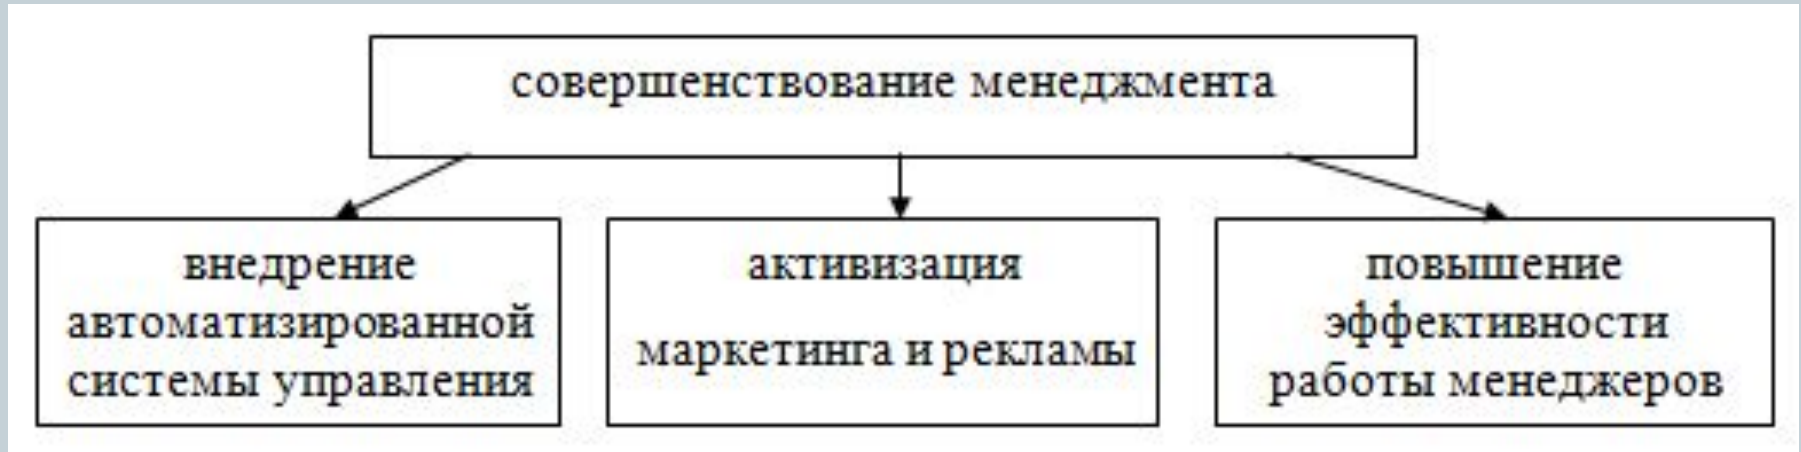 совершенствование менеджмента
внедрение
автоматизированной
системы управления
активизация
маркетинга и рекламы
повышение
эффективности
работы менеджеров